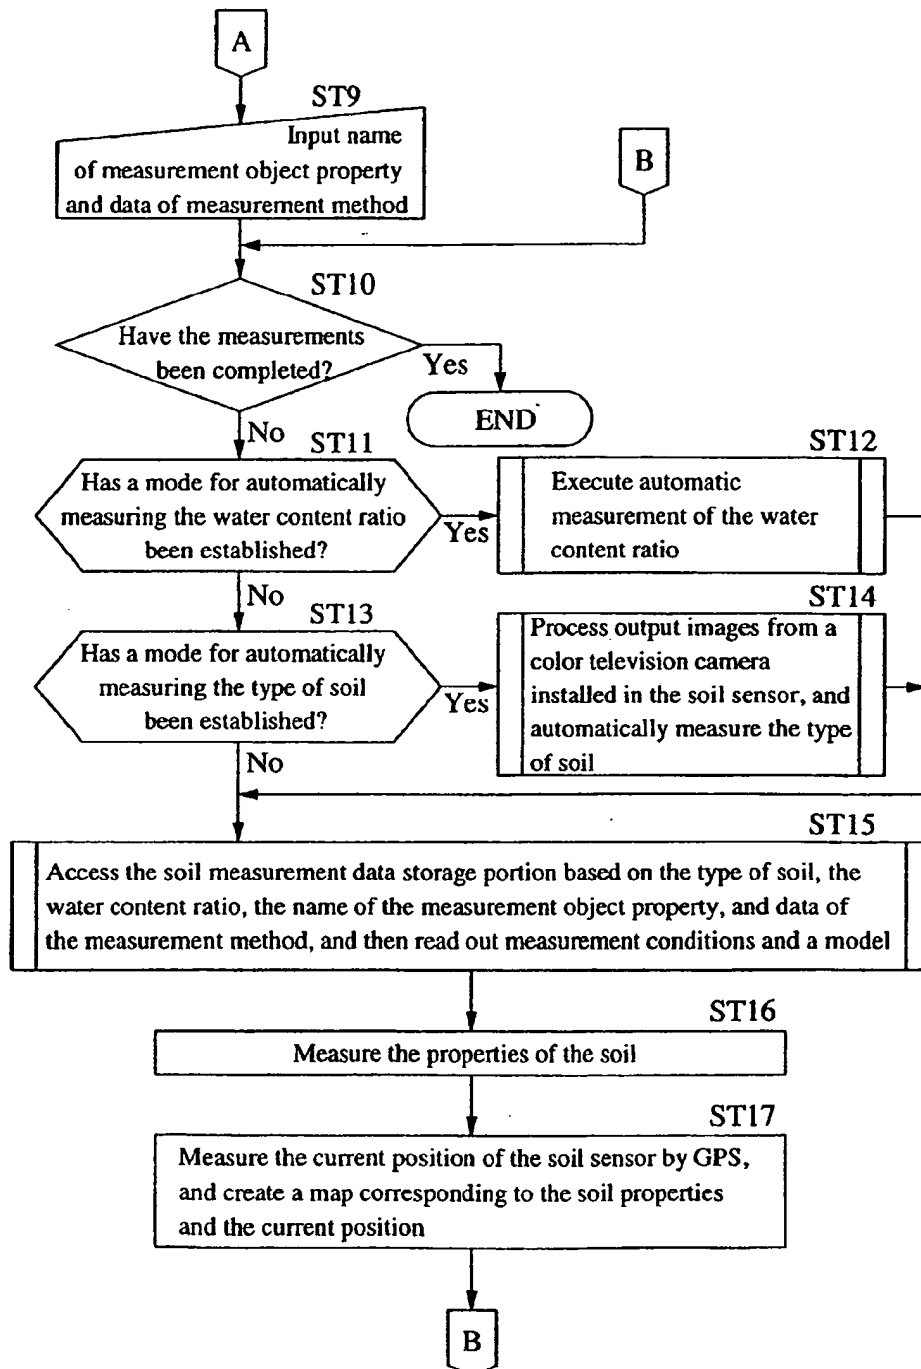 A
ST9
Input name
of measurement object property
and data of measurement method
B
ST10
Have the measurements
been completed?
Yes
END
No
ST11
Has a mode for automatically
measuring the water content ratio
been established?
Yes
ST12
Execute automatic
measurement of the water
content ratio
No
ST13
Has a mode for automatically
measuring the type of soil
been established?
Yes
ST14
Process output images from a
color television camera
installed in the soil sensor, and
automatically measure the type
of soil
No
ST15
Access the soil measurement data storage portion based on the type of soil, the
water content ratio, the name of the measurement object property, and data of
the measurement method, and then read out measurement conditions and a model
ST16
Measure the properties of the soil
ST17
Measure the current position of the soil sensor by GPS,
and create a map corresponding to the soil properties
and the current position
B